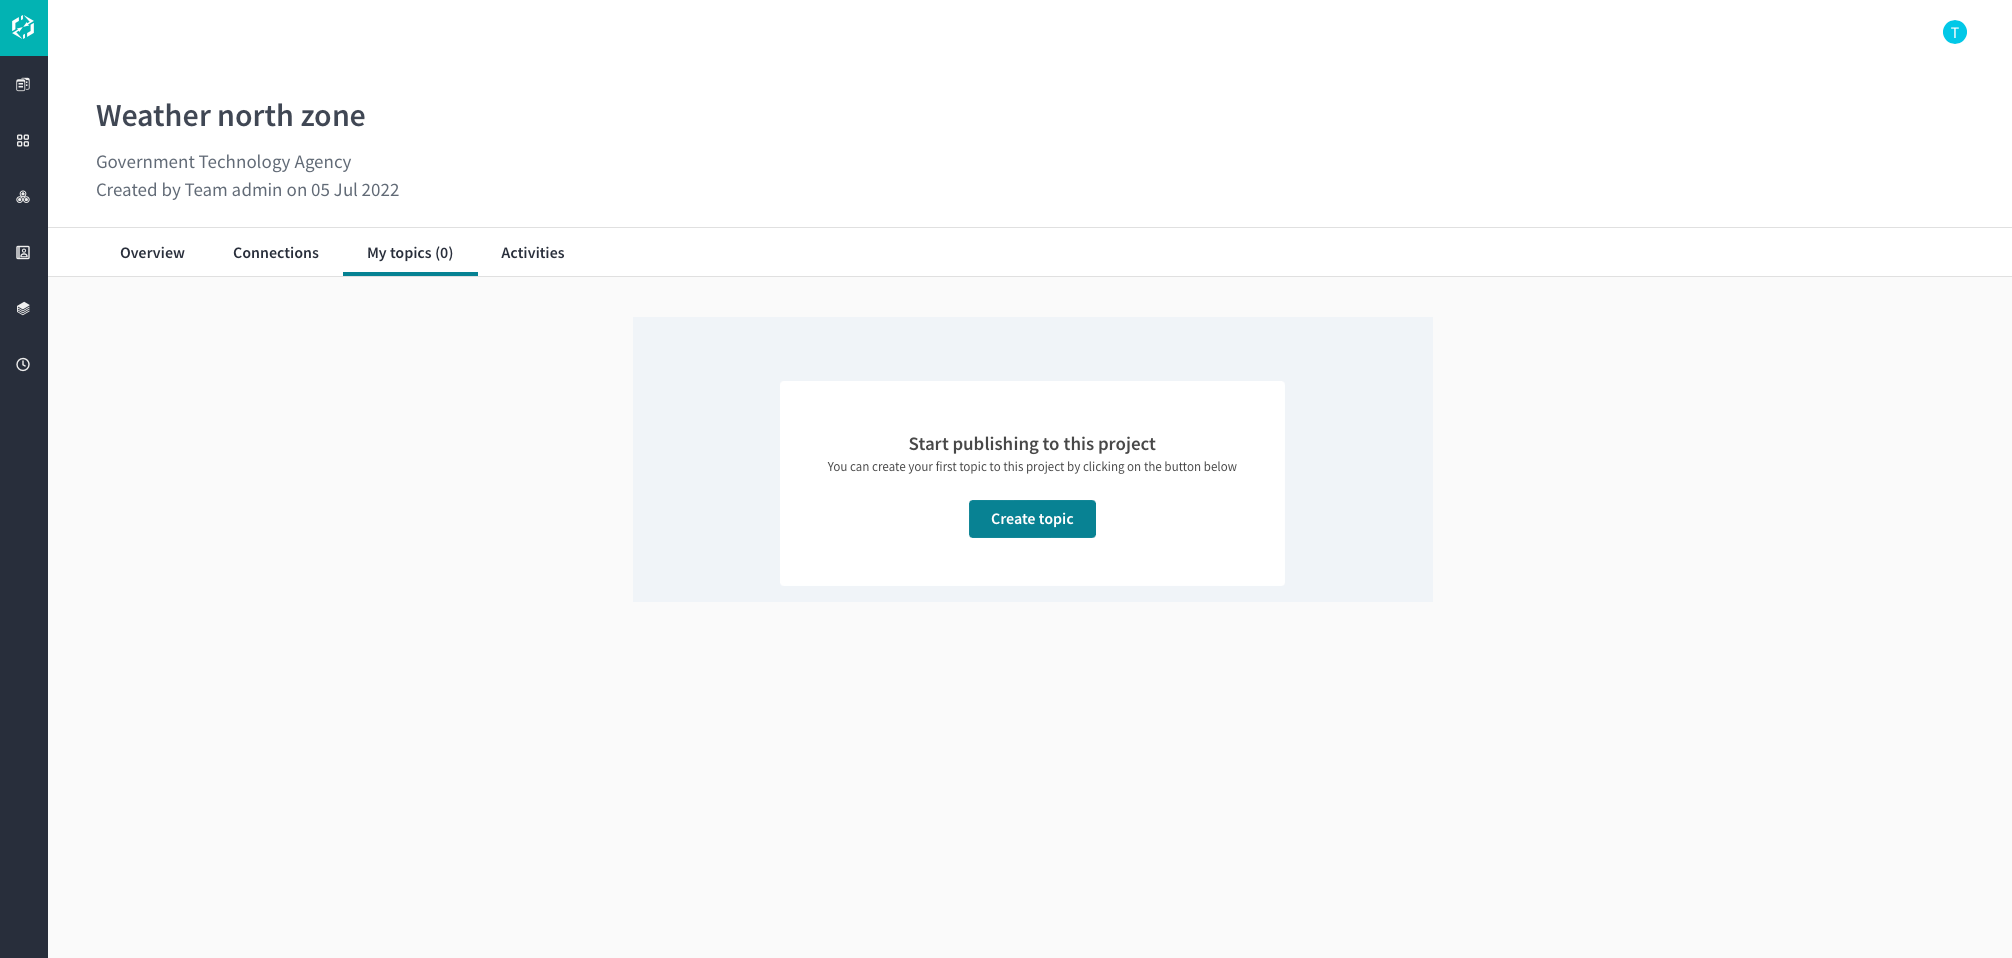 T
Weather north zone
Government Technology Agency
Created by Team admin on 05 Jul 2022
Overview Connections My topics (0) Activities
Start publishing to this project
You can create your first topic to this project by clicking on the button below
Create topic